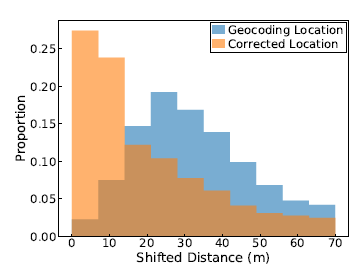 Geocoding Location
Corrected Location
0.25
0.20
0.15
0.10
0.05
0.00
Proportion
0 10 20 30 40 50 60 70
Shifted Distance (m)